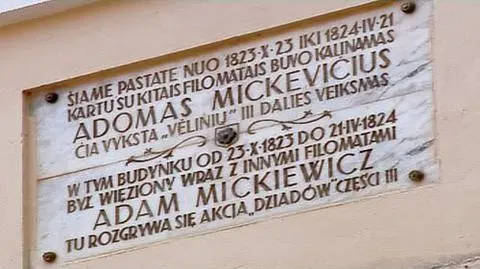 ŠIAME PASTATE NUO 1823·X·23 IKI 1824·IV·21
KARTU SU KITAIS FILOMATAIS BUVO KALINAMAS
ADOMAS MICKEVICIUS
ČIA VYKSTA „VĖLINIŲ" III DALIES VEIKSMAS
W TYM BUDYNKU OD 23·X·1823 DO 21·IV·1824
BYŁ WIĘZIONY WRAZ Z INNYMI FILOMATAMI
ADAM MICKIEWICZ
TU ROZGRYWA SIĘ AKCJA „DZIADÓW" CZĘŚCI III